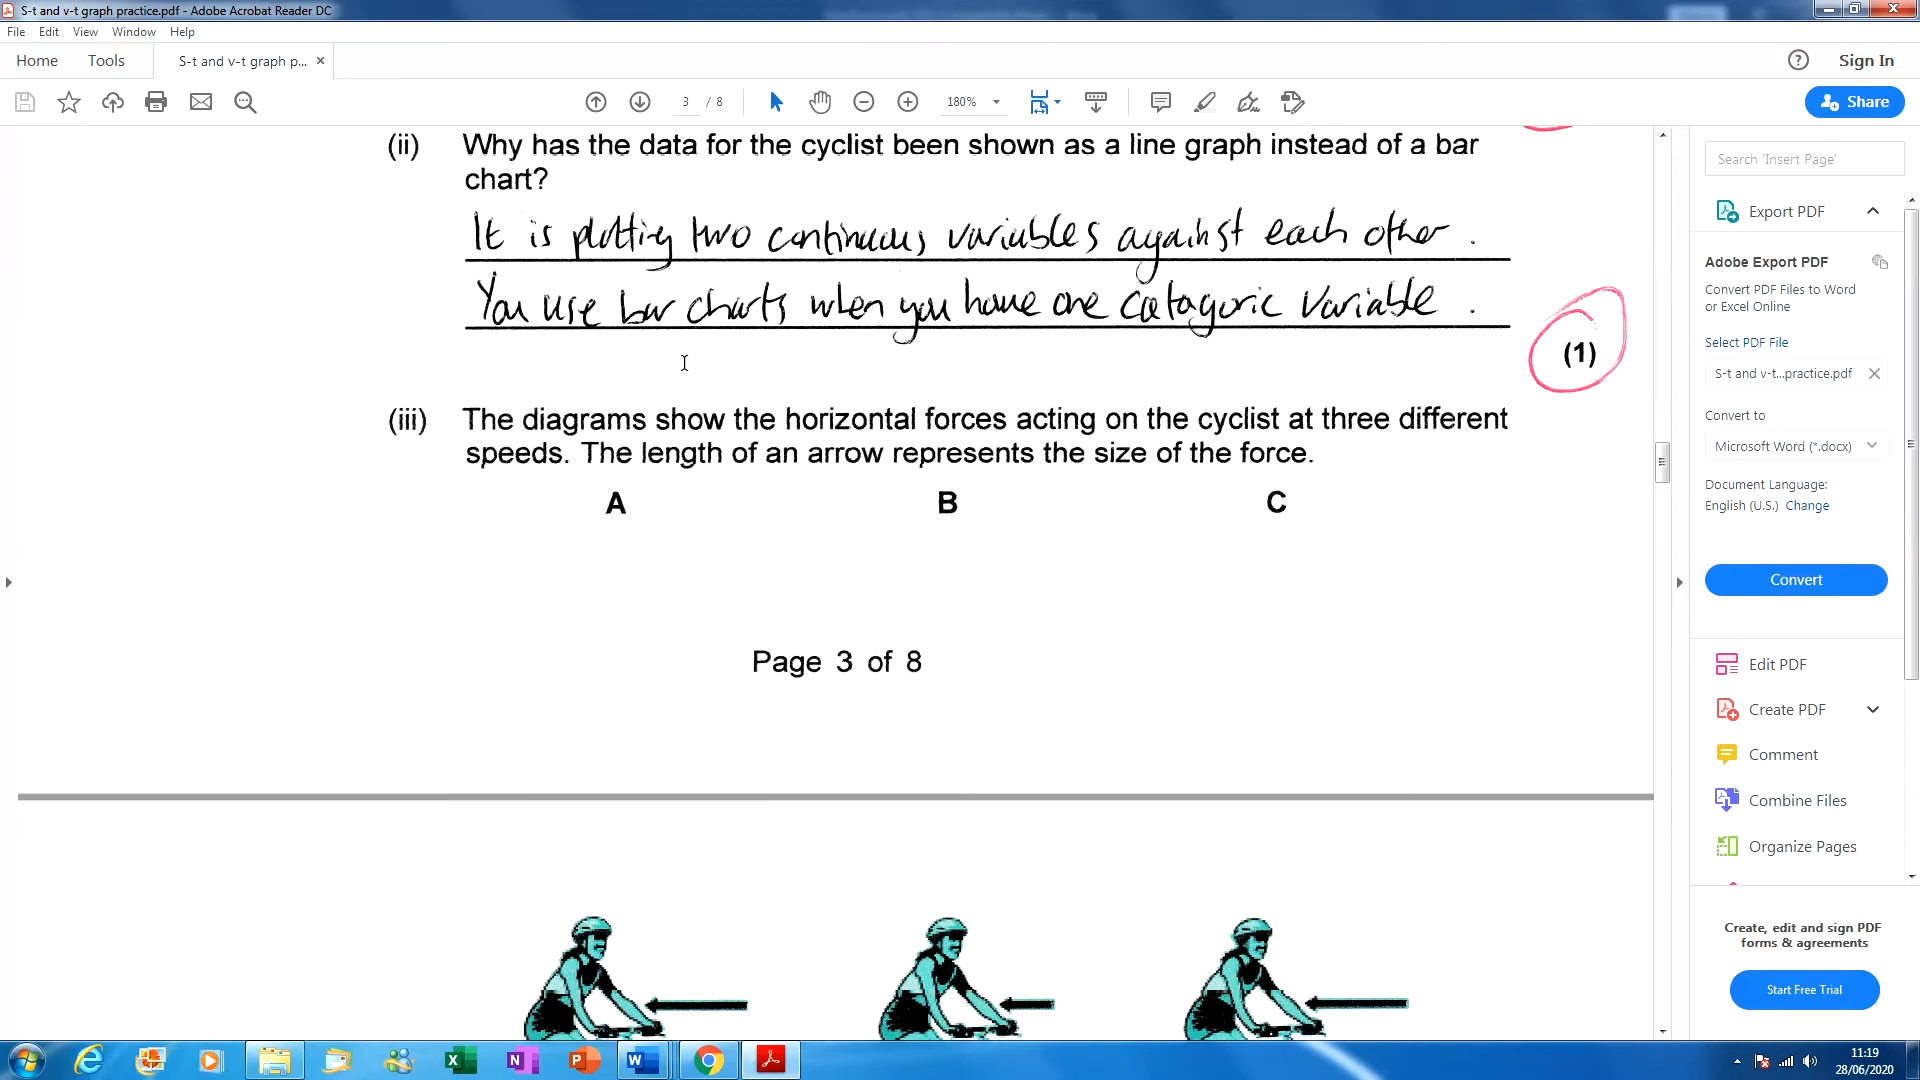 S-t and v-t graph practice.pdf - Adobe Acrobat Reader DC
File Edit View Window Help
Home Tools S-t and v-t graph p... × Sign In
3 / 8 180% Share
(ii) Why has the data for the cyclist been shown as a line graph instead of a bar
chart?
It is plotting two continuous variables against each other.
You use bar charts when you have one catagoric variable.
(1)
(iii) The diagrams show the horizontal forces acting on the cyclist at three different
speeds. The length of an arrow represents the size of the force.
A B C
Page 3 of 8
Search 'Insert Page'
Export PDF
Adobe Export PDF
Convert PDF Files to Word
or Excel Online
Select PDF File
S-t and v-t...practice.pdf
Convert to
Microsoft Word (*.docx)
Document Language:
English (U.S.) Change
Convert
Edit PDF
Create PDF
Comment
Combine Files
Organize Pages
Create, edit and sign PDF
forms & agreements
Start Free Trial
11:19
28/06/2020